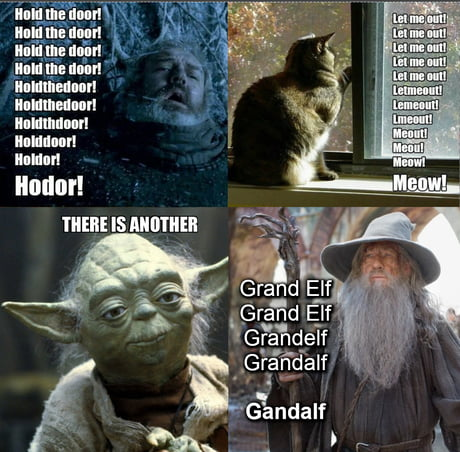 Hold the door!
Hold the door!
Hold the door!
Hold the door!
Holdthedoor!
Holdthedoor!
Holdthdoor!
Holddoor!
Holdor!
Hodor!
Let me out!
Let me out!
Let me out!
Let me out!
Let me out!
Letmeout!
Lemeout!
Lmeout!
Meout!
Meou!
Meow!
Meow!
THERE IS ANOTHER
Grand Elf
Grand Elf
Grandelf
Grandalf
Gandalf